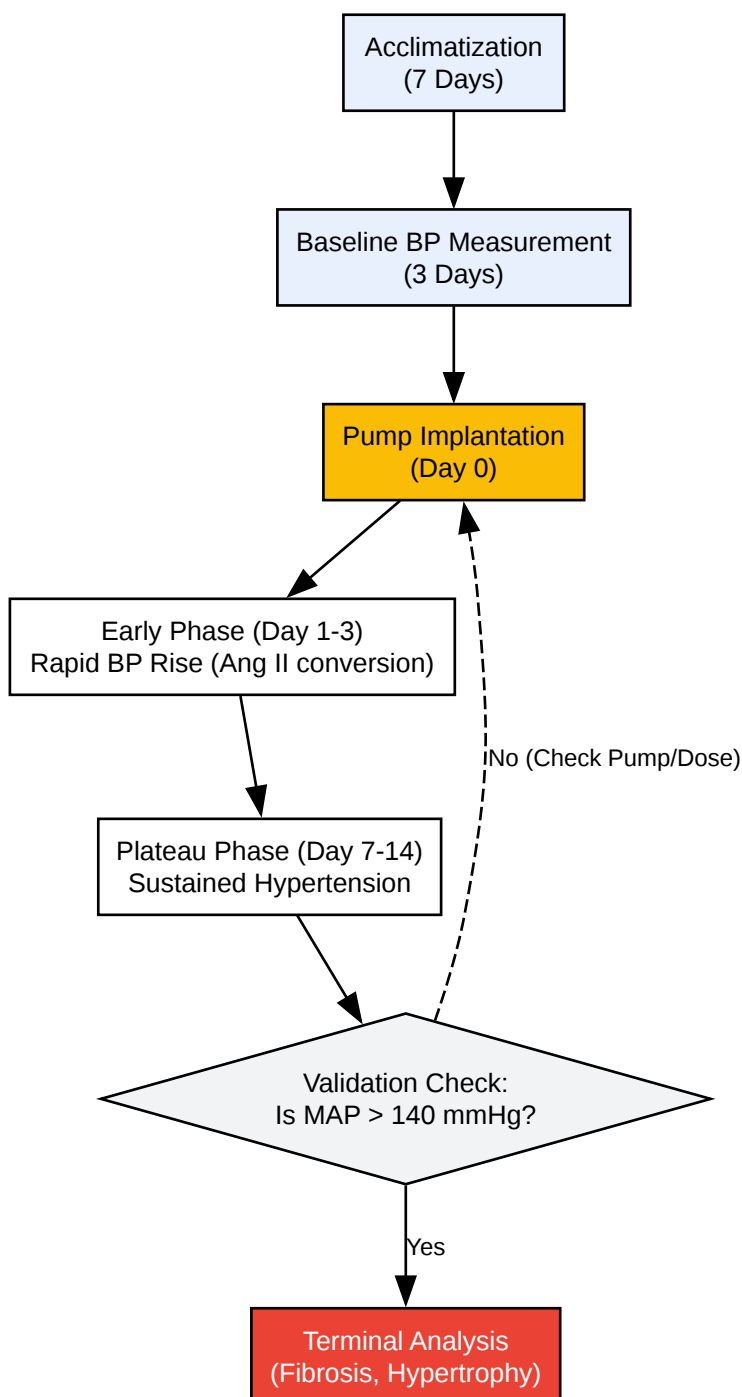 Acclimatization
(7 Days)
Baseline BP Measurement
(3 Days)
Pump Implantation
(Day 0)
Early Phase (Day 1-3)
Rapid BP Rise (Ang II conversion)
No (Check Pump/Dose)
Plateau Phase (Day 7-14)
Sustained Hypertension
Validation Check:
Is MAP > 140 mmHg?
Yes
Terminal Analysis
(Fibrosis, Hypertrophy)